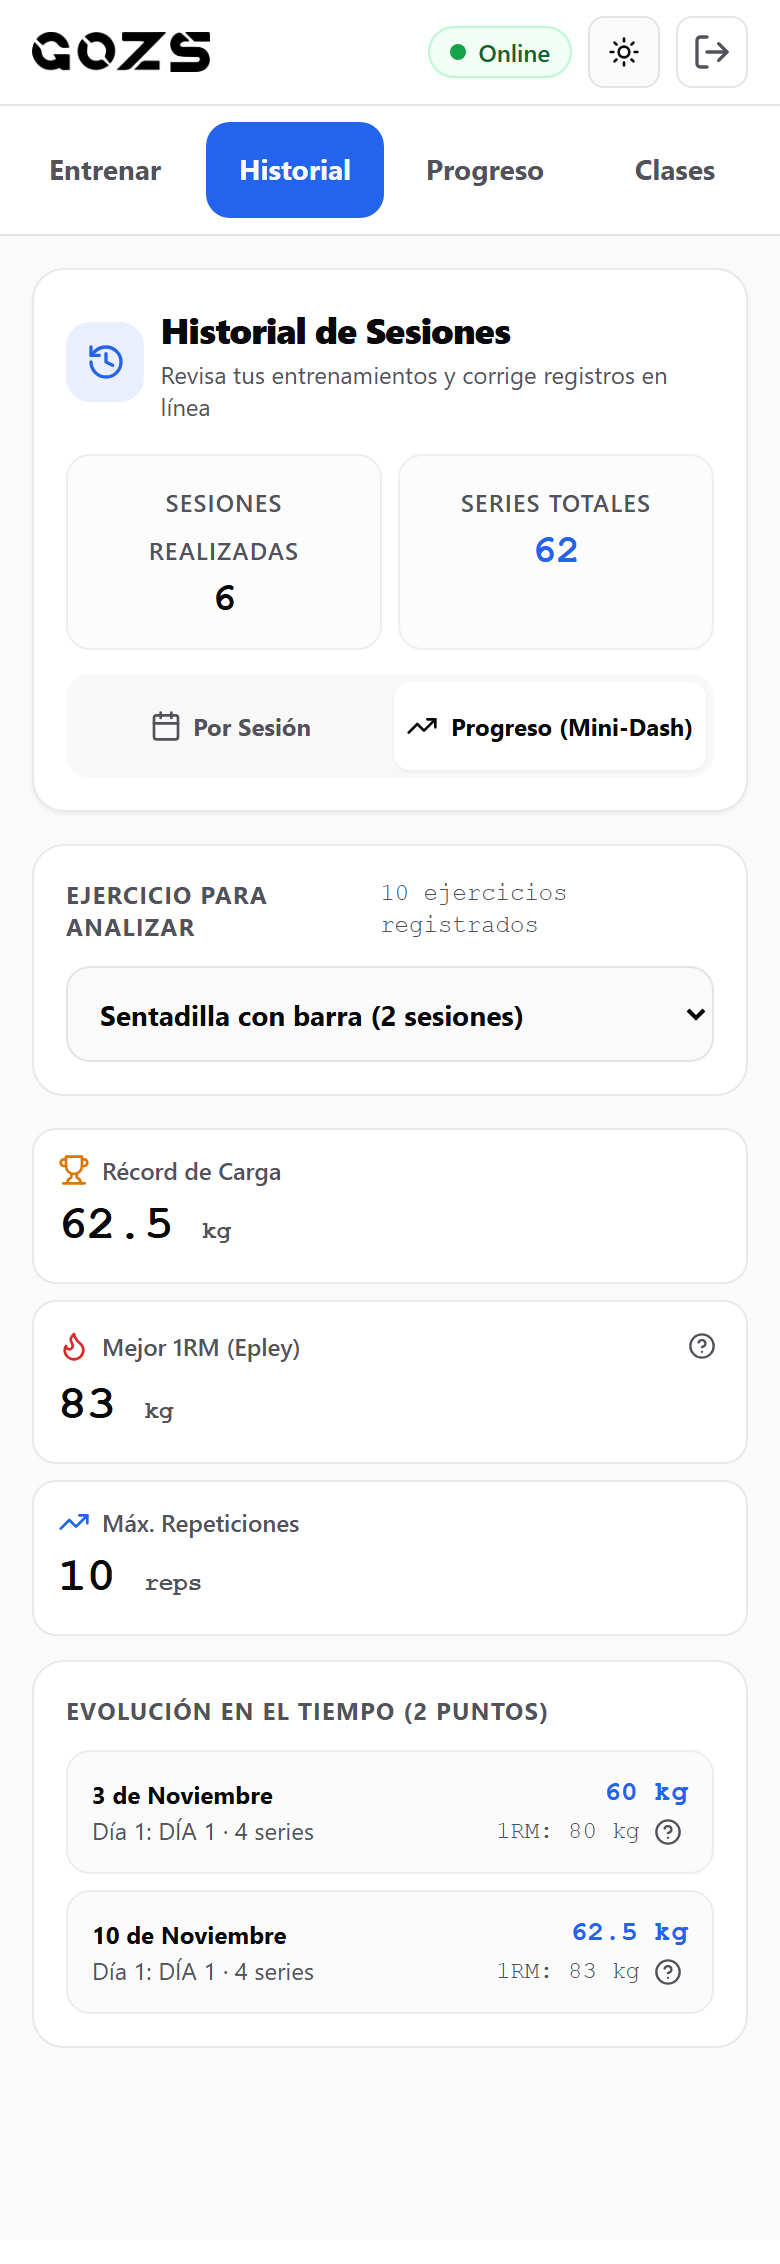 GOZS
Online
Entrenar
Historial
Progreso
Clases
Historial de Sesiones
Revisa tus entrenamientos y corrige registros en
línea
SESIONES
REALIZADAS
6
SERIES TOTALES
62
Por Sesión
Progreso (Mini-Dash)
EJERCICIO PARA
ANALIZAR
10 ejercicios
registrados
Sentadilla con barra (2 sesiones)
Récord de Carga
62.5 kg
Mejor 1RM (Epley)
83 kg
Máx. Repeticiones
10 reps
EVOLUCIÓN EN EL TIEMPO (2 PUNTOS)
3 de Noviembre
60 kg
Día 1: DÍA 1 · 4 series
1RM: 80 kg
10 de Noviembre
62.5 kg
Día 1: DÍA 1 · 4 series
1RM: 83 kg